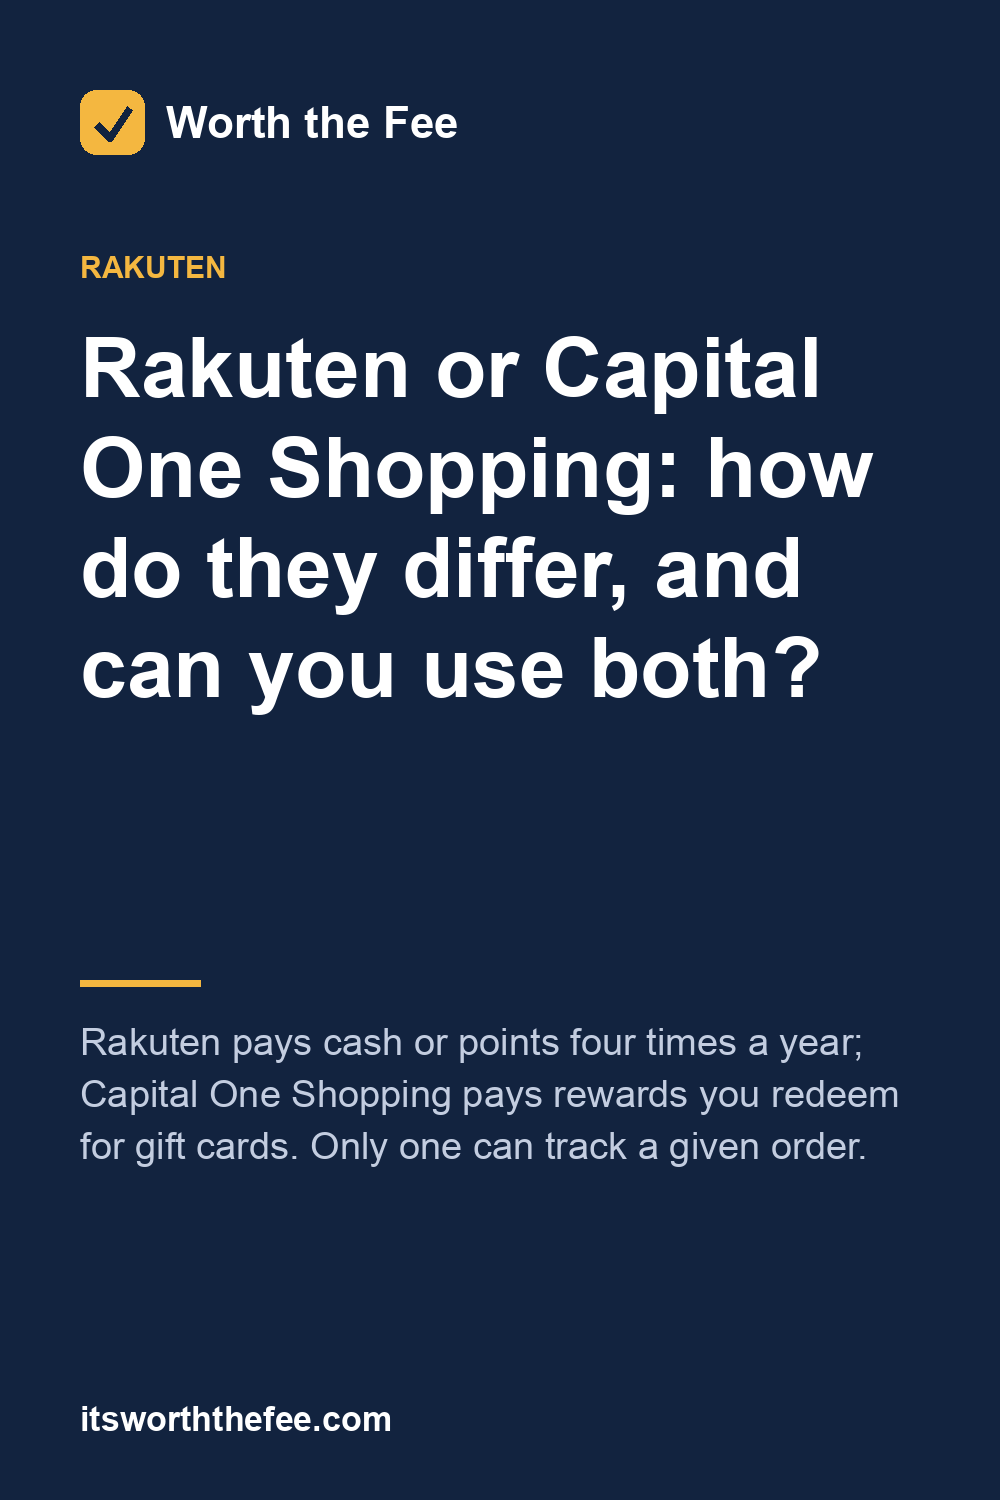 Worth the Fee
RAKUTEN
Rakuten or Capital
One Shopping: how
do they differ, and
can you use both?
Rakuten pays cash or points four times a year;
Capital One Shopping pays rewards you redeem
for gift cards. Only one can track a given order.
itsworththefee.com